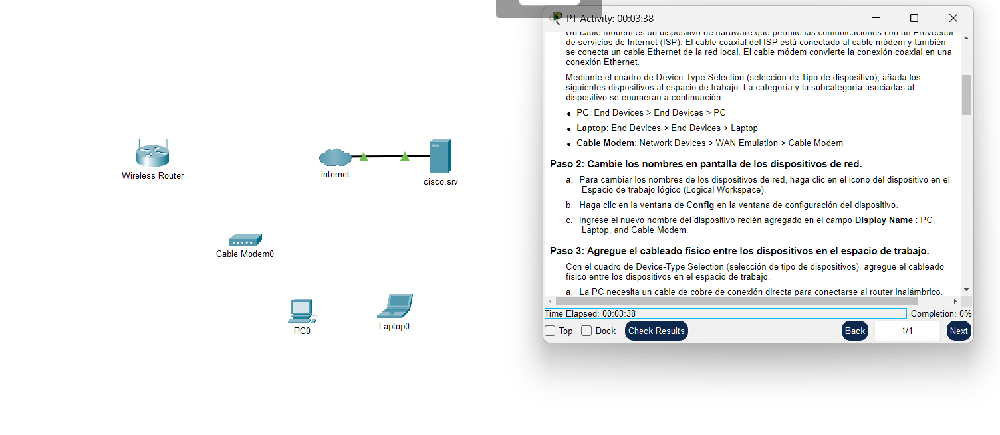 PT Activity: 00:03:38
Un cable módem es un dispositivo de hardware que permite las comunicaciones con un Proveedor
de servicios de Internet (ISP). El cable coaxial del ISP está conectado al cable módem y también
se conecta un cable Ethernet de la red local. El cable módem convierte la conexión coaxial en una
conexión Ethernet.
Mediante el cuadro de Device-Type Selection (selección de Tipo de dispositivo), añada los
siguientes dispositivos al espacio de trabajo. La categoría y la subcategoría asociadas al
dispositivo se enumeran a continuación:
• PC: End Devices > End Devices > PC
• Laptop: End Devices > End Devices > Laptop
• Cable Modem: Network Devices > WAN Emulation > Cable Modem
Paso 2: Cambie los nombres en pantalla de los dispositivos de red.
a. Para cambiar los nombres de los dispositivos de red, haga clic en el icono del dispositivo en el
Espacio de trabajo lógico (Logical Workspace).
b. Haga clic en la ventana de Config en la ventana de configuración del dispositivo.
c. Ingrese el nuevo nombre del dispositivo recién agregado en el campo Display Name : PC,
Laptop, and Cable Modem.
Paso 3: Agregue el cableado físico entre los dispositivos en el espacio de trabajo.
Con el cuadro de Device-Type Selection (selección de tipo de dispositivos), agregue el cableado
físico entre los dispositivos en el espacio de trabajo.
a. La PC necesita un cable de cobre de conexión directa para conectarse al router inalámbrico.
Time Elapsed: 00:03:38
Completion: 0%
Top
Dock
Check Results
Back
1/1
Next
Wireless Router
Internet
cisco.srv
Cable Modem0
PC0
Laptop0